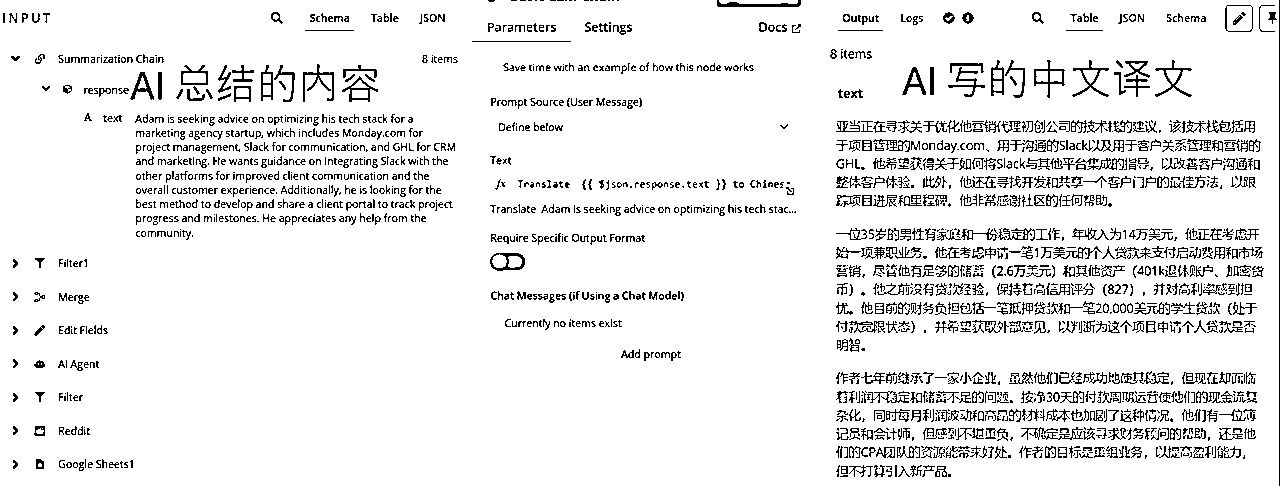 INPUT
Schema
Table
JSON
Summarization Chain
8 items
response
AI 总结的内容
text
Adam is seeking advice on optimizing his tech stack for a
marketing agency startup, which includes Monday.com for
project management, Slack for communication, and GHL for CRM
and marketing. He wants guidance on integrating Slack with the
other platforms for improved client communication and the
overall customer experience. Additionally, he is looking for the
best method to develop and share a client portal to track project
progress and milestones. He appreciates any help from the
community.
Filter1
Merge
Edit Fields
AI Agent
Filter
Reddit
Google Sheets1
Parameters
Settings
Docs
Save time with an example of how this node works
Prompt Source (User Message)
Define below
Text
fx Translate {{ $json.response.text }} to Chines
Translate Adam is seeking advice on optimizing his tech stac...
Require Specific Output Format
Chat Messages (if Using a Chat Model)
Currently no items exist
Add prompt
Output
Logs
Table
JSON
Schema
8 items
AI 写的中文译文
text
亚当正在寻求关于优化他营销代理初创公司的技术栈的建议，该技术栈包括用
于项目管理的Monday.com、用于沟通的Slack以及用于客户关系管理和营销的
GHL。他希望获得关于如何将Slack与其他平台集成的指导，以改善客户沟通和
整体客户体验。此外，他还在寻找开发和共享一个客户门户的最佳方法，以跟
踪项目进展和里程碑。他非常感谢社区的任何帮助。
一位35岁的男性有家庭和一份稳定的工作，年收入为14万美元，他正在考虑开
始一项兼职业务。他在考虑申请一笔1万美元的个人贷款来支付启动费用和市场
营销，尽管他有足够的储蓄（2.6万美元）和其他资产（401k退休账户、加密货
币）。他之前没有贷款经验，保持着高信用评分（827），并对高利率感到担
忧。他目前的财务负担包括一笔抵押贷款和一笔20,000美元的学生贷款（处于
付款宽限状态），并希望获取外部意见，以判断为这个项目申请个人贷款是否
明智。
作者七年前继承了一家小企业，虽然他们已经成功地使其稳定，但现在却面临
着利润不稳定和储蓄不足的问题。按净30天的付款周期运营使他们的现金流复
杂化，同时每月利润波动和高昂的材料成本也加剧了这种情况。他们有一位簿
记员和会计师，但感到不堪重负，不确定是应该寻求财务顾问的帮助，还是他
们的CPA团队的资源能带来好处。作者的目标是重组业务，以提高盈利能力，
但不打算引入新产品。